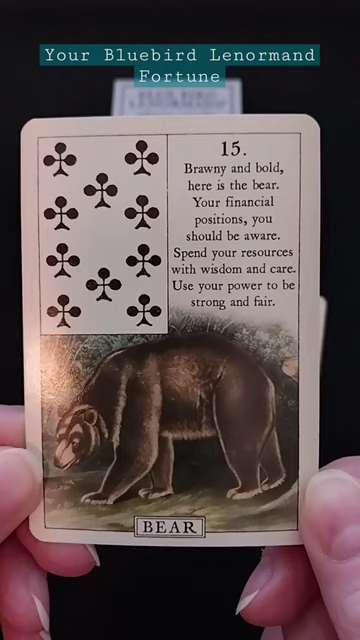 Your Bluebird Lenormand
Fortune
15.
Brawny and bold,
here is the bear.
Your financial
positions, you
should be aware.
Spend your resources
with wisdom and care.
Use your power to be
strong and fair.
BEAR